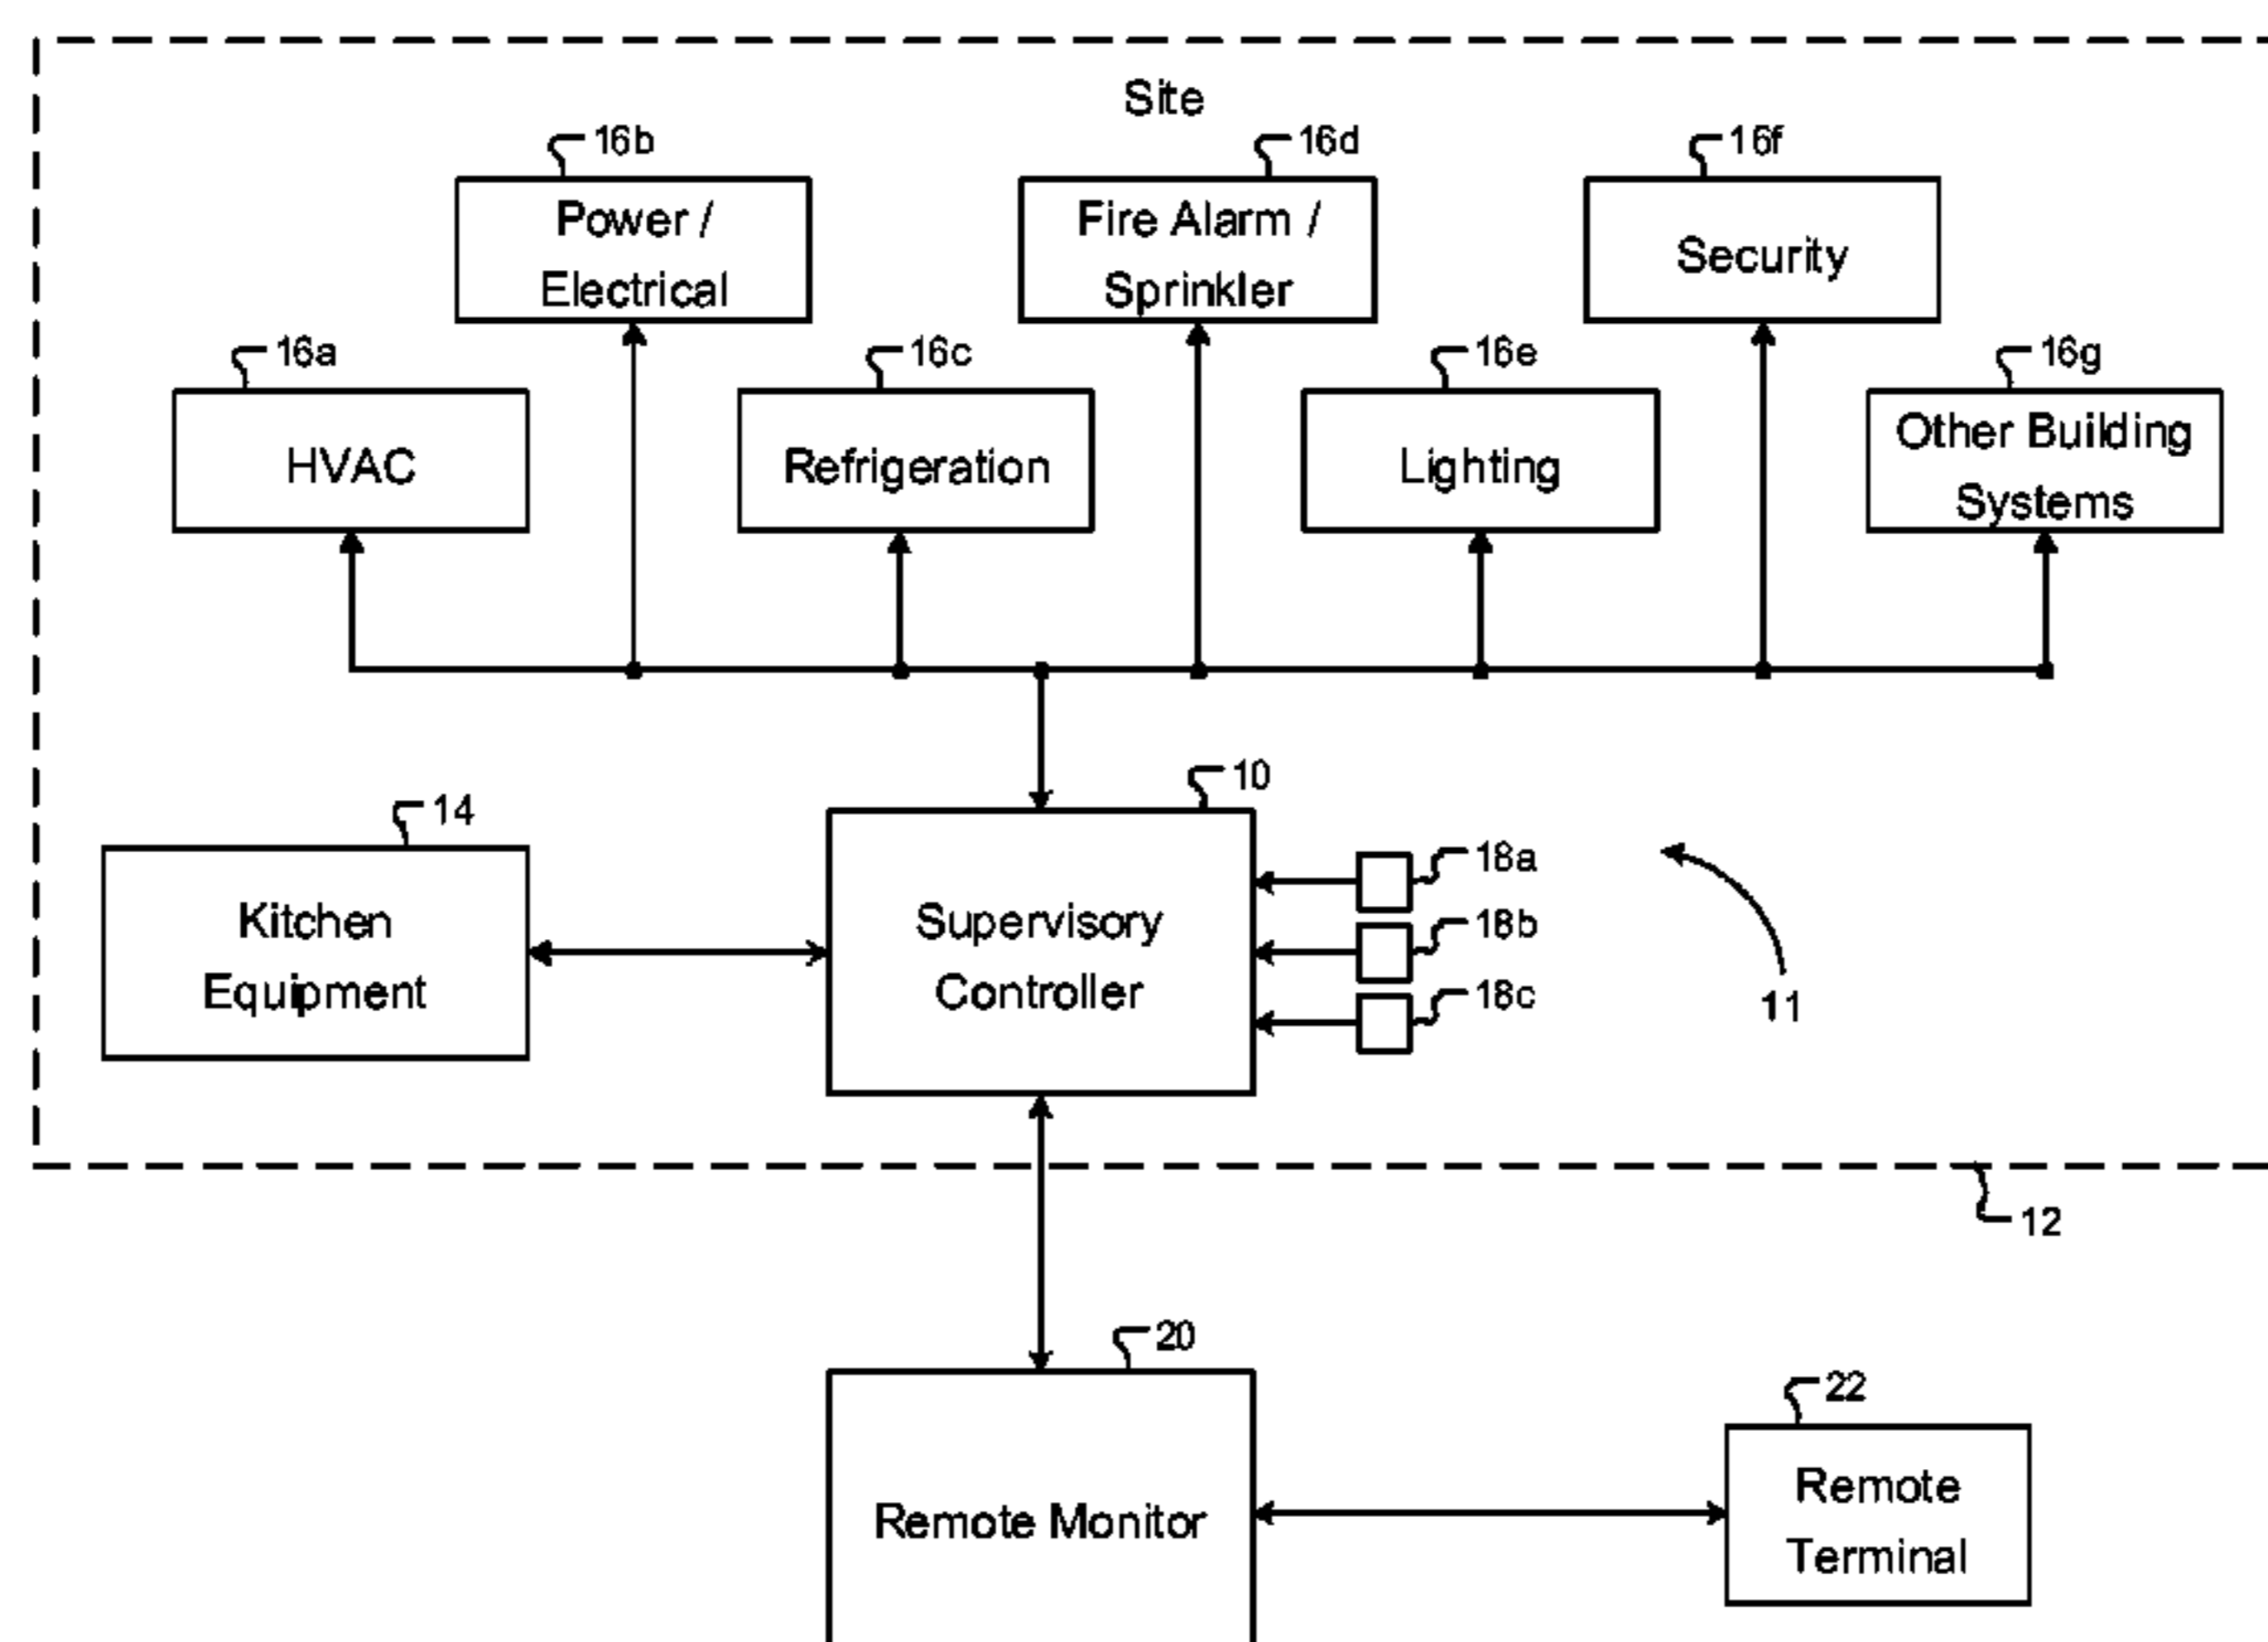 Site
16b
16d
16f
Power /
Electrical
Fire Alarm /
Sprinkler
Security
16a
16c
16e
16g
HVAC
Refrigeration
Lighting
Other Building
Systems
10
14
Kitchen
Equipment
Supervisory
Controller
18a
18b
18c
11
12
20
22
Remote Monitor
Remote
Terminal